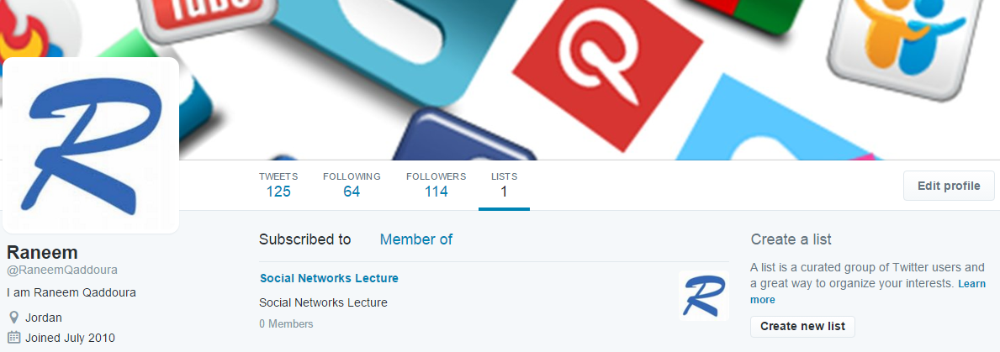 Tube
TWEETS
125
FOLLOWING
64
FOLLOWERS
114
LISTS
1
Edit profile
R
Raneem
@RaneemQaddoura
I am Raneem Qaddoura
Jordan
Joined July 2010
Subscribed to
Member of
Social Networks Lecture
Social Networks Lecture
0 Members
R
Create a list
A list is a curated group of Twitter users and
a great way to organize your interests. Learn
more
Create new list